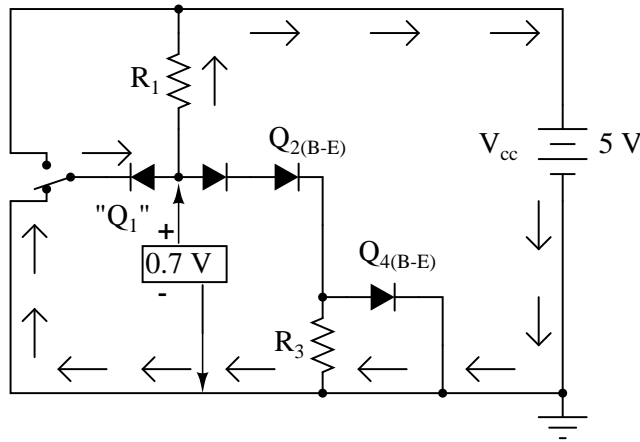 R1
Q2(B-E)
Vcc 5 V
"Q1"
+
0.7 V
-
Q4(B-E)
R3